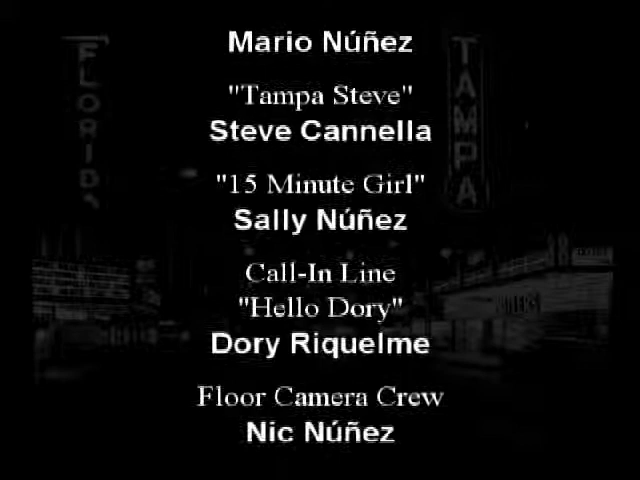 Mario Núñez
"Tampa Steve"
Steve Cannella
"15 Minute Girl"
Sally Núñez
Call-In Line
"Hello Dory"
Dory Riquelme
Floor Camera Crew
Nic Núñez
FLORIDA
TAMPA